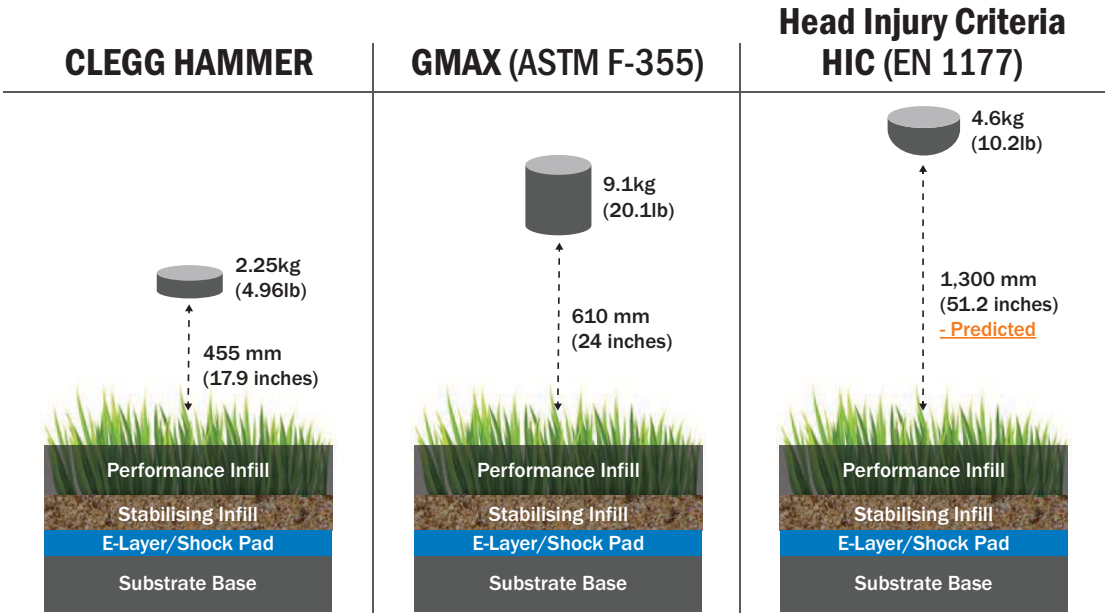 CLEGG HAMMER
GMAX (ASTM F-355)
Head Injury Criteria
HIC (EN 1177)
2.25kg
(4.96lb)
455 mm
(17.9 inches)
Performance Infill
Stabilising Infill
E-Layer/Shock Pad
Substrate Base
9.1kg
(20.1lb)
610 mm
(24 inches)
Performance Infill
Stabilising Infill
E-Layer/Shock Pad
Substrate Base
4.6kg
(10.2lb)
1,300 mm
(51.2 inches)
- Predicted
Performance Infill
Stabilising Infill
E-Layer/Shock Pad
Substrate Base